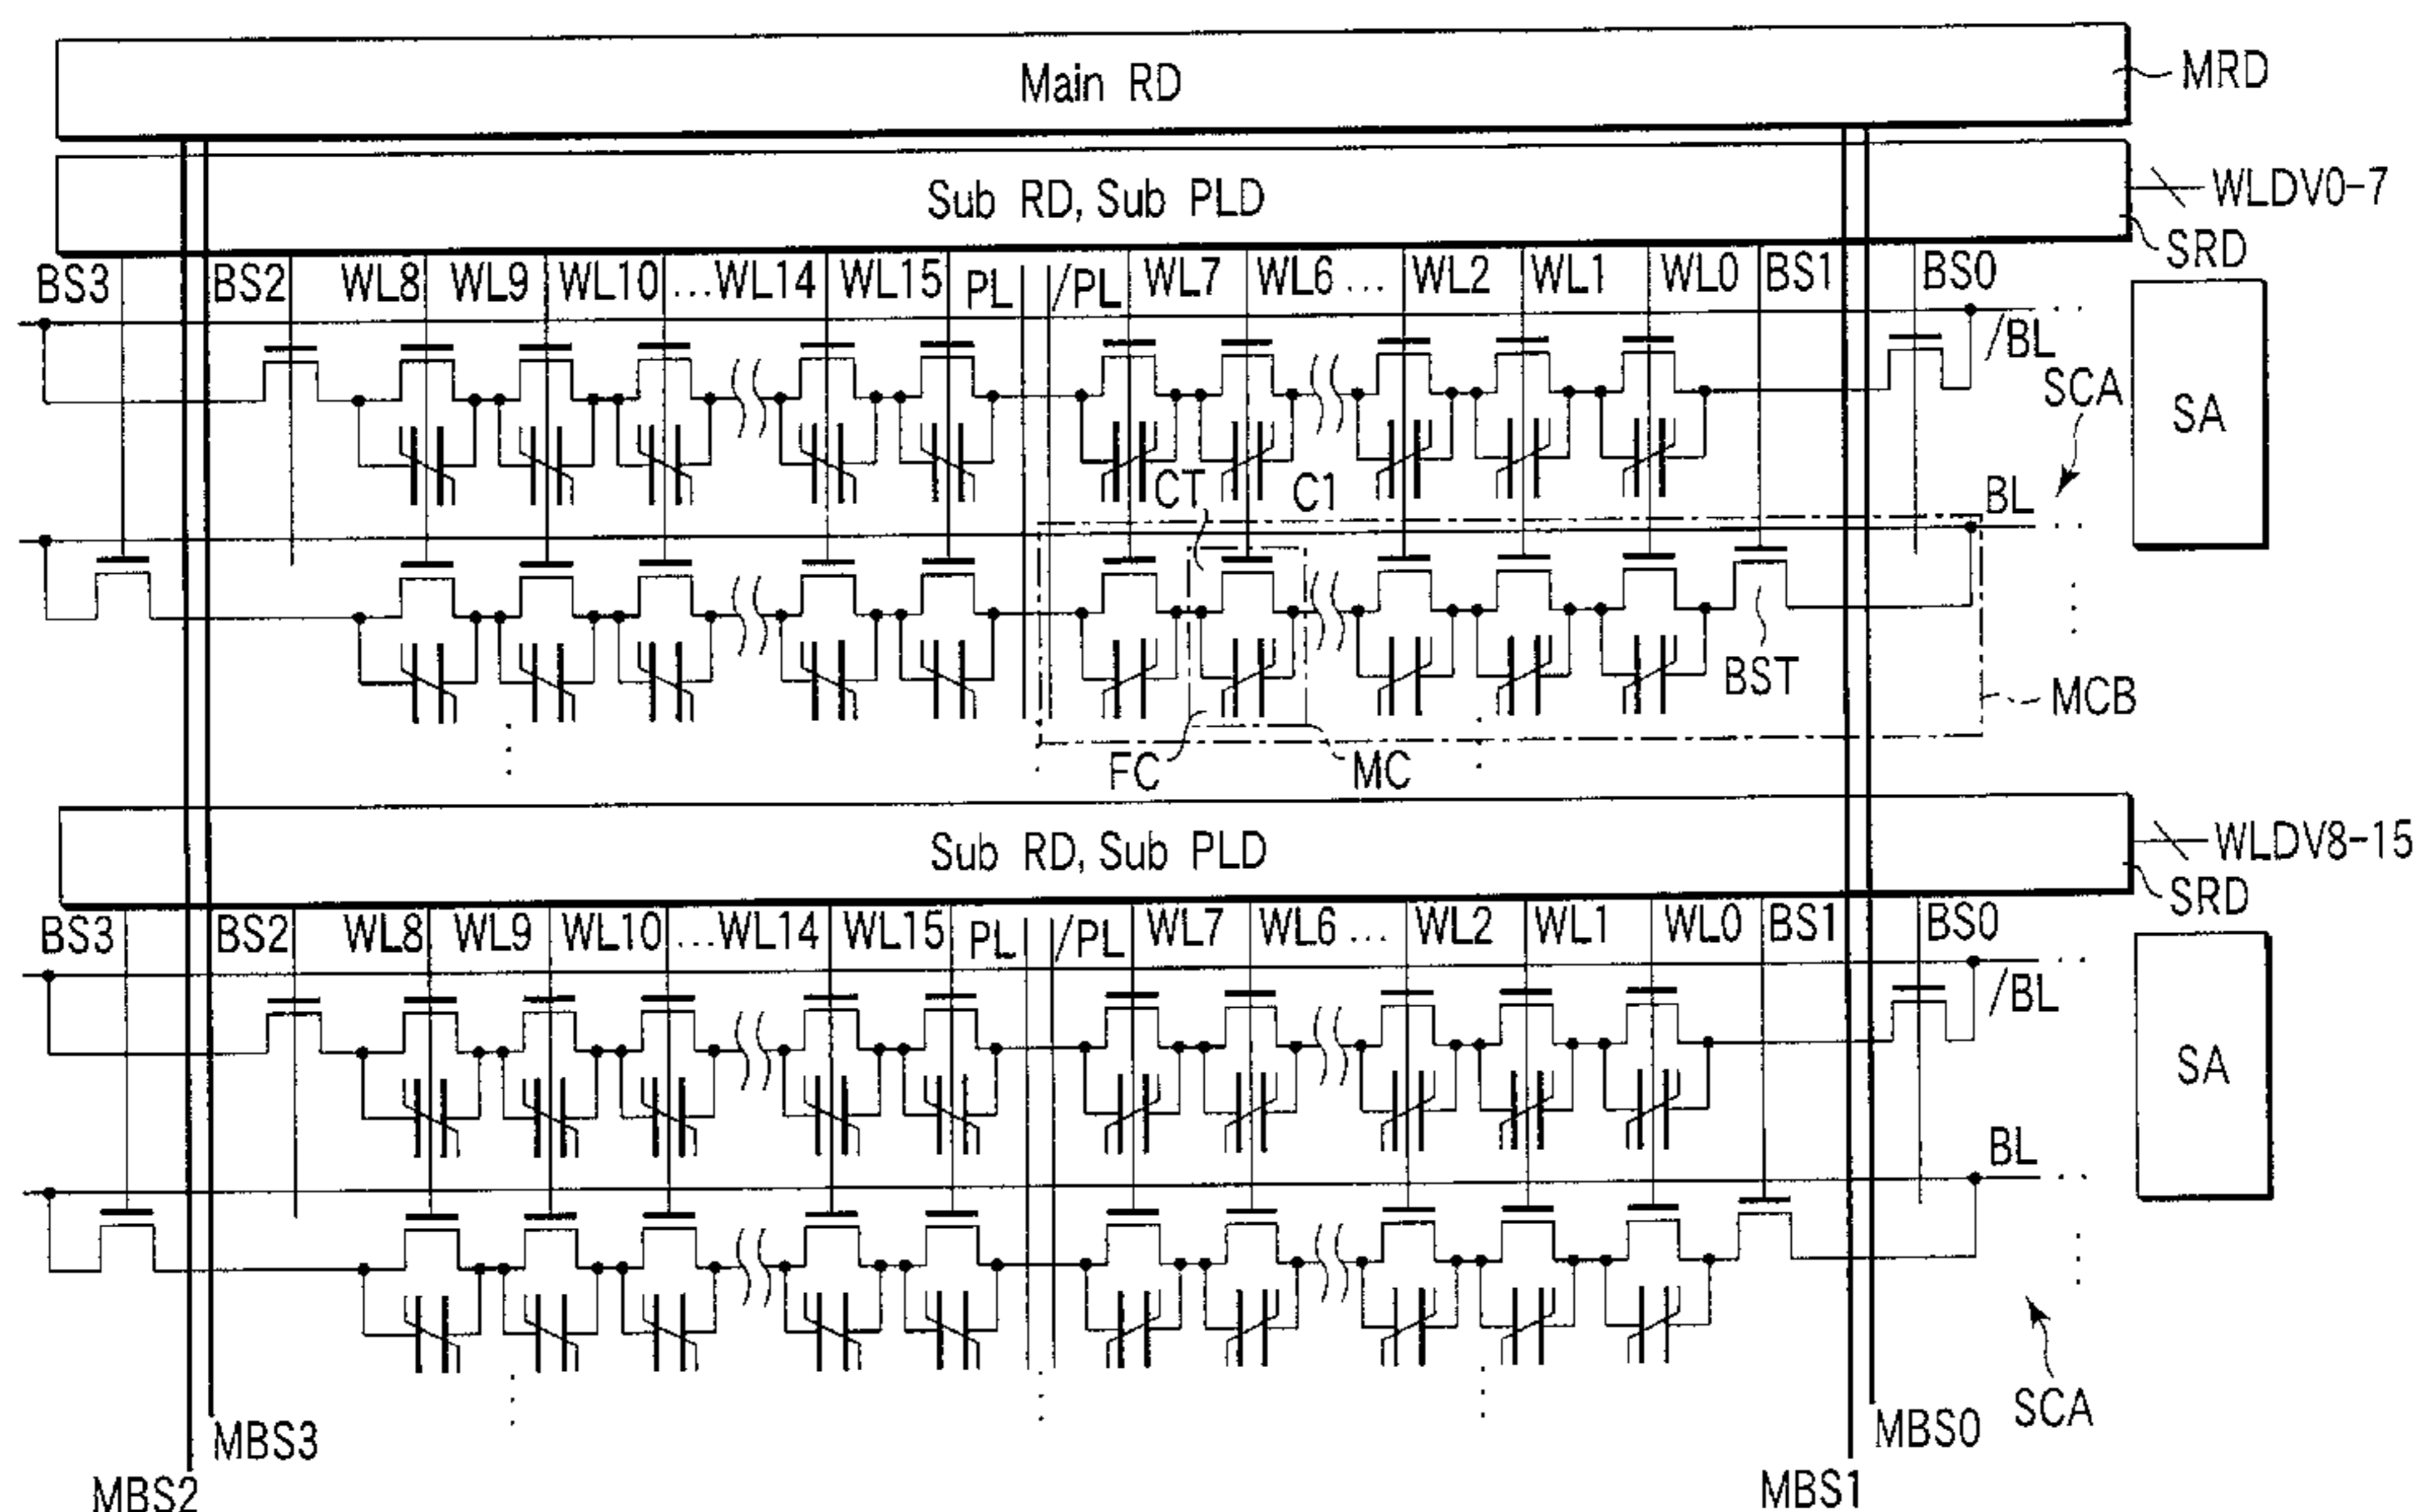 Main RD
MRD
Sub RD, Sub PLD
WLDV0-7
SRD
BS3 BS2 WL8 WL9 WL10 ...WL14 WL15 PL /PL WL7 WL6 ... WL2 WL1 WL0 BS1 BS0
/BL
SCA
SA
CT C1
BL
BST
MCB
FC MC
Sub RD, Sub PLD
WLDV8-15
SRD
BS3 BS2 WL8 WL9 WL10 ...WL14 WL15 PL /PL WL7 WL6 ... WL2 WL1 WL0 BS1 BS0
/BL
SA
BL
SCA
MBS3 MBS0
MBS2 MBS1